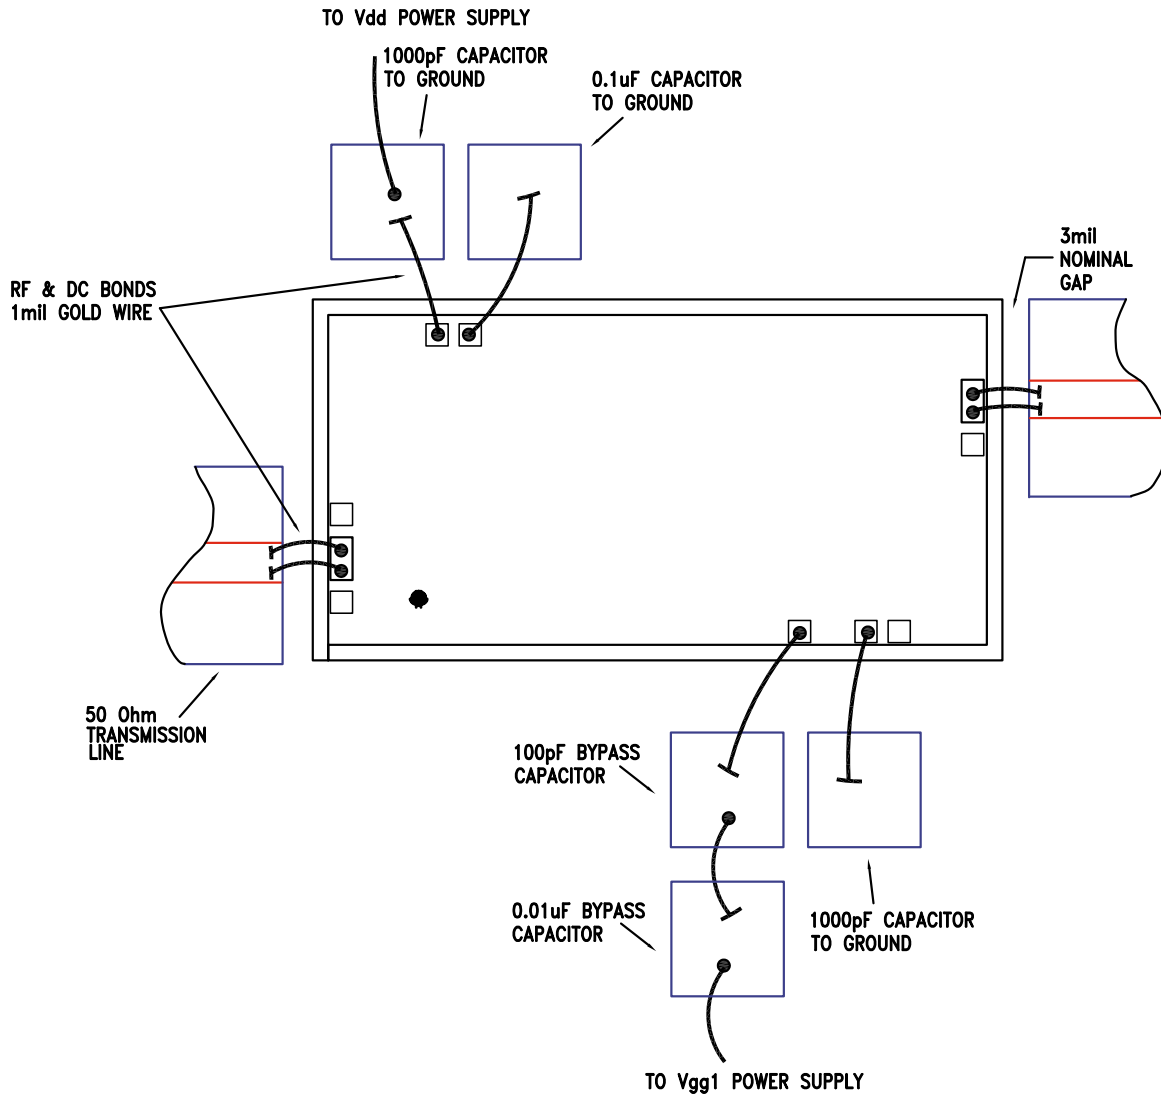 TO Vdd POWER SUPPLY
1000pF CAPACITOR
TO GROUND
0.1uF CAPACITOR
TO GROUND
3mil
NOMINAL
GAP
RF & DC BONDS
1mil GOLD WIRE
50 Ohm
TRANSMISSION
LINE
100pF BYPASS
CAPACITOR
0.01uF BYPASS
CAPACITOR
1000pF CAPACITOR
TO GROUND
TO Vgg1 POWER SUPPLY